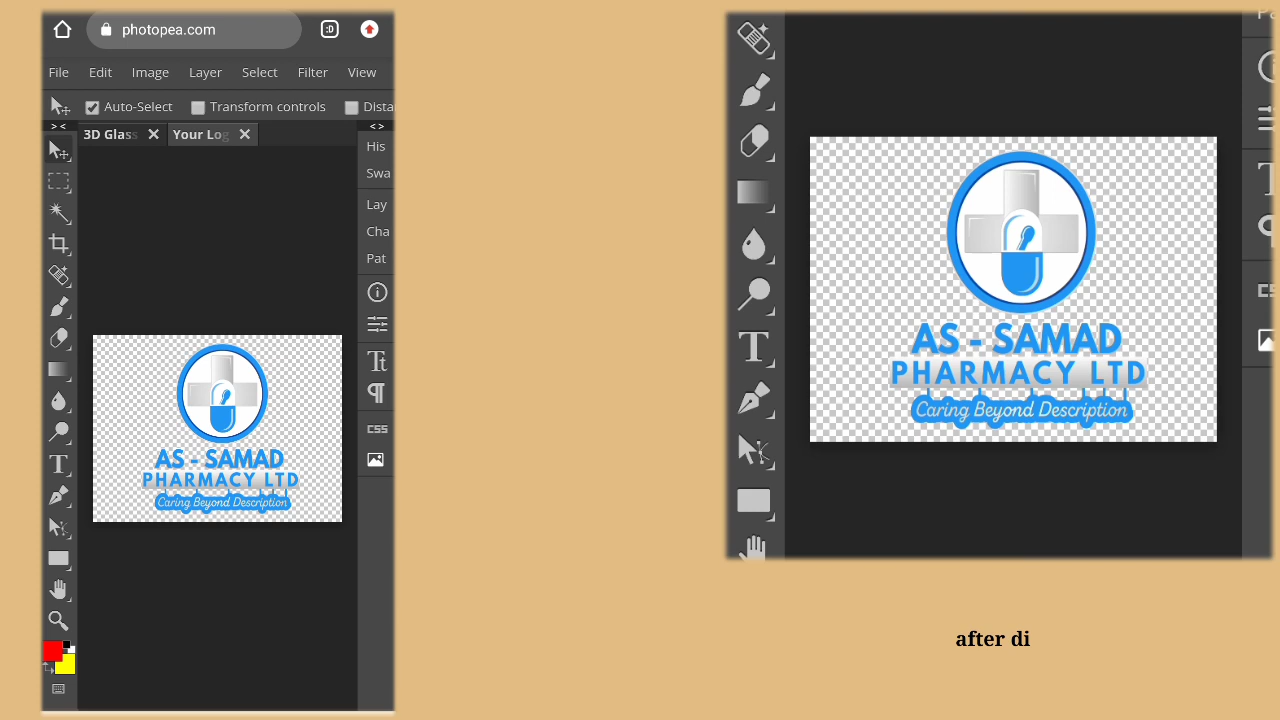 photopea.com
:D
File Edit Image Layer Select Filter View
Auto-Select Transform controls Dista
> < < >
3D Glass Your Log
His
Swa
Lay
Cha
Pat
CSS
AS - SAMAD
PHARMACY LTD
Caring Beyond Description
AS - SAMAD
PHARMACY LTD
Caring Beyond Description
after di